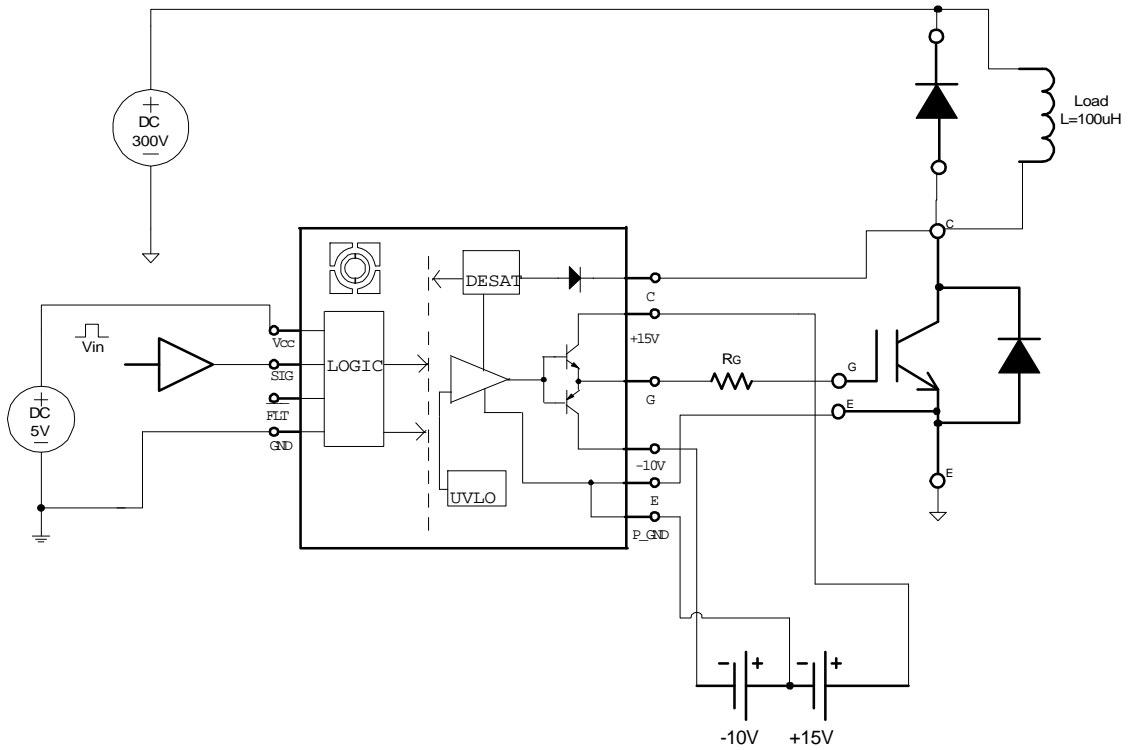 DC
300V
Load
L=100uH
C
DESAT
C
+15V
Vin
Vcc
SIG
LOGIC
RG
G
G
FLT
DC
5V
GND
E
-10V
UVLO
E
E
P_GND
-10V
+15V